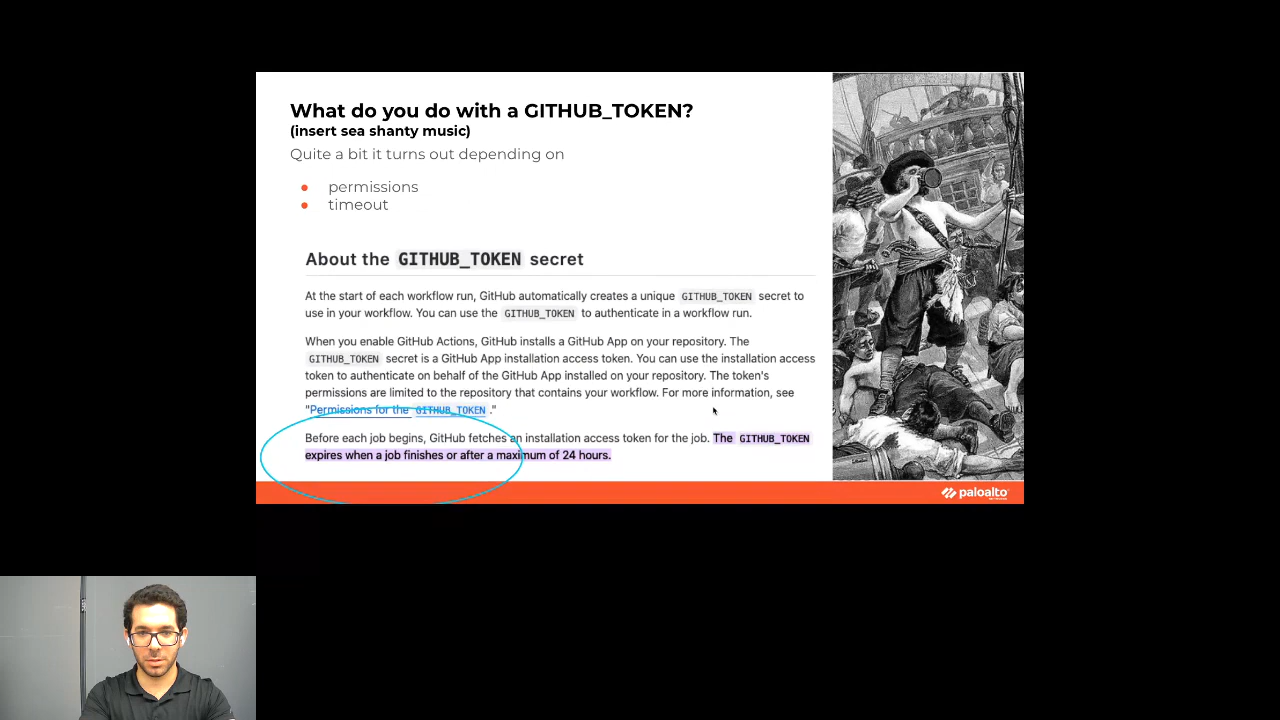 What do you do with a GITHUB_TOKEN?
(insert sea shanty music)
Quite a bit it turns out depending on
● permissions
● timeout
About the GITHUB_TOKEN secret
At the start of each workflow run, GitHub automatically creates a unique GITHUB_TOKEN secret to
use in your workflow. You can use the GITHUB_TOKEN to authenticate in a workflow run.
When you enable GitHub Actions, GitHub installs a GitHub App on your repository. The
GITHUB_TOKEN secret is a GitHub App installation access token. You can use the installation access
token to authenticate on behalf of the GitHub App installed on your repository. The token's
permissions are limited to the repository that contains your workflow. For more information, see
"Permissions for the GITHUB_TOKEN."
Before each job begins, GitHub fetches an installation access token for the job. The GITHUB_TOKEN
expires when a job finishes or after a maximum of 24 hours.
paloalto